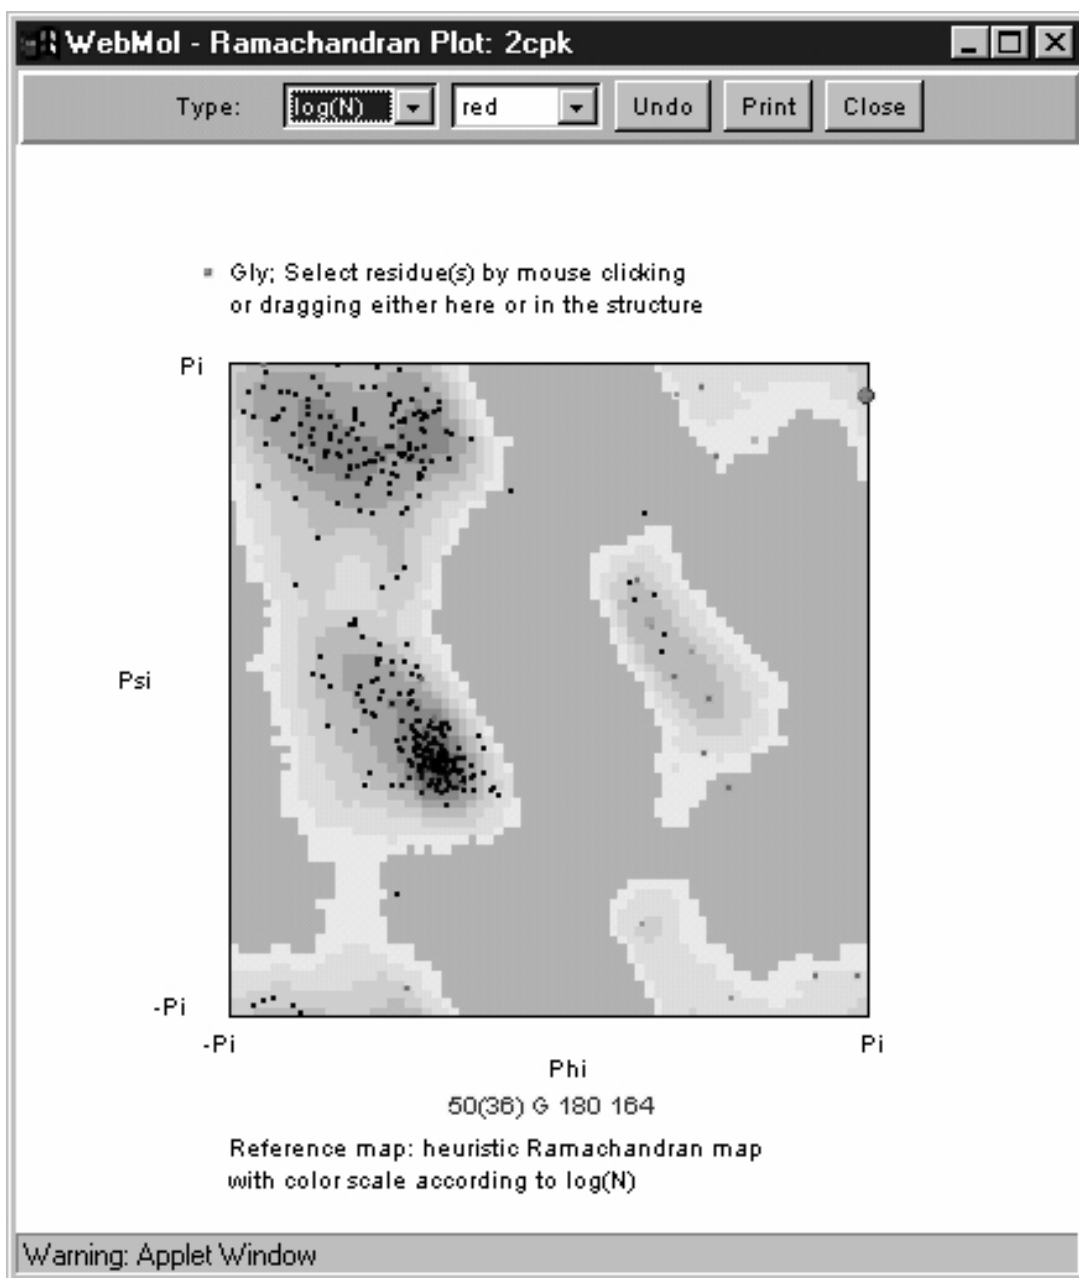 WebMol - Ramachandran Plot: 2cpk
Type: log(N) red Undo Print Close
Gly; Select residue(s) by mouse clicking
or dragging either here or in the structure
Pi
Psi
-Pi
-Pi Pi
Phi
50(36) G 180 164
Reference map: heuristic Ramachandran map
with color scale according to log(N)
Warning: Applet Window